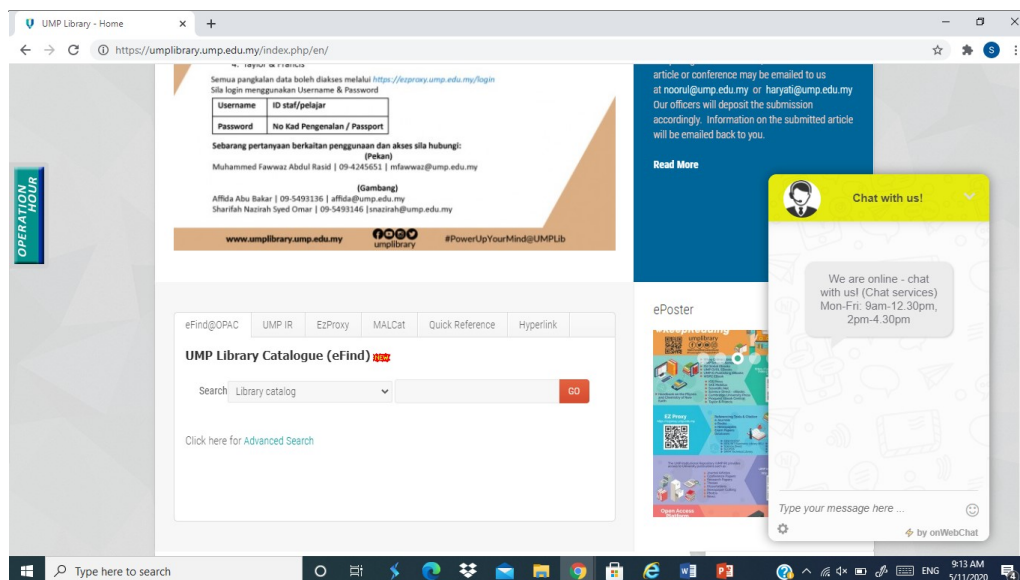 UMP Library - Home
https://umplibrary.ump.edu.my/index.php/en/
S
4. Taylor & Francis
Semua pangkalan data boleh diakses melalui https://ezproxy.ump.edu.my/login
Sila login menggunakan Username & Password
Username ID staf/pelajar
Password No Kad Pengenalan / Passport
Sebarang pertanyaan berkaitan penggunaan dan akses sila hubungi:
(Pekan)
Muhammed Fawwaz Abdul Rasid | 09-4245651 | mfawwaz@ump.edu.my
(Gambang)
Affida Abu Bakar | 09-5493136 | affida@ump.edu.my
Sharifah Nazirah Syed Omar | 09-5493146 |snazirah@ump.edu.my
www.umplibrary.ump.edu.my
umplibrary
#PowerUpYourMind@UMPLib
OPERATION
HOUR
article or conference may be emailed to us
at noorul@ump.edu.my or haryati@ump.edu.my
Our officers will deposit the submission
accordingly. Information on the submitted article
will be emailed back to you.
Read More
eFind@OPAC UMP IR EzProxy MALCat Quick Reference Hyperlink
UMP Library Catalogue (eFind) NEW
Search Library catalog GO
Click here for Advanced Search
ePoster
umplibrary
EZ Proxy
Open Access
Chat with us!
We are online - chat
with us! (Chat services)
Mon-Fri: 9am-12.30pm,
2pm-4.30pm
Type your message here ...
by onWebChat
Type here to search
ENG
9:13 AM
5/11/2020